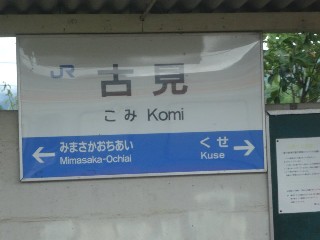 JR 古見
こみ Komi
← みまさかおちあい くせ →
Mimasaka-Ochiai Kuse